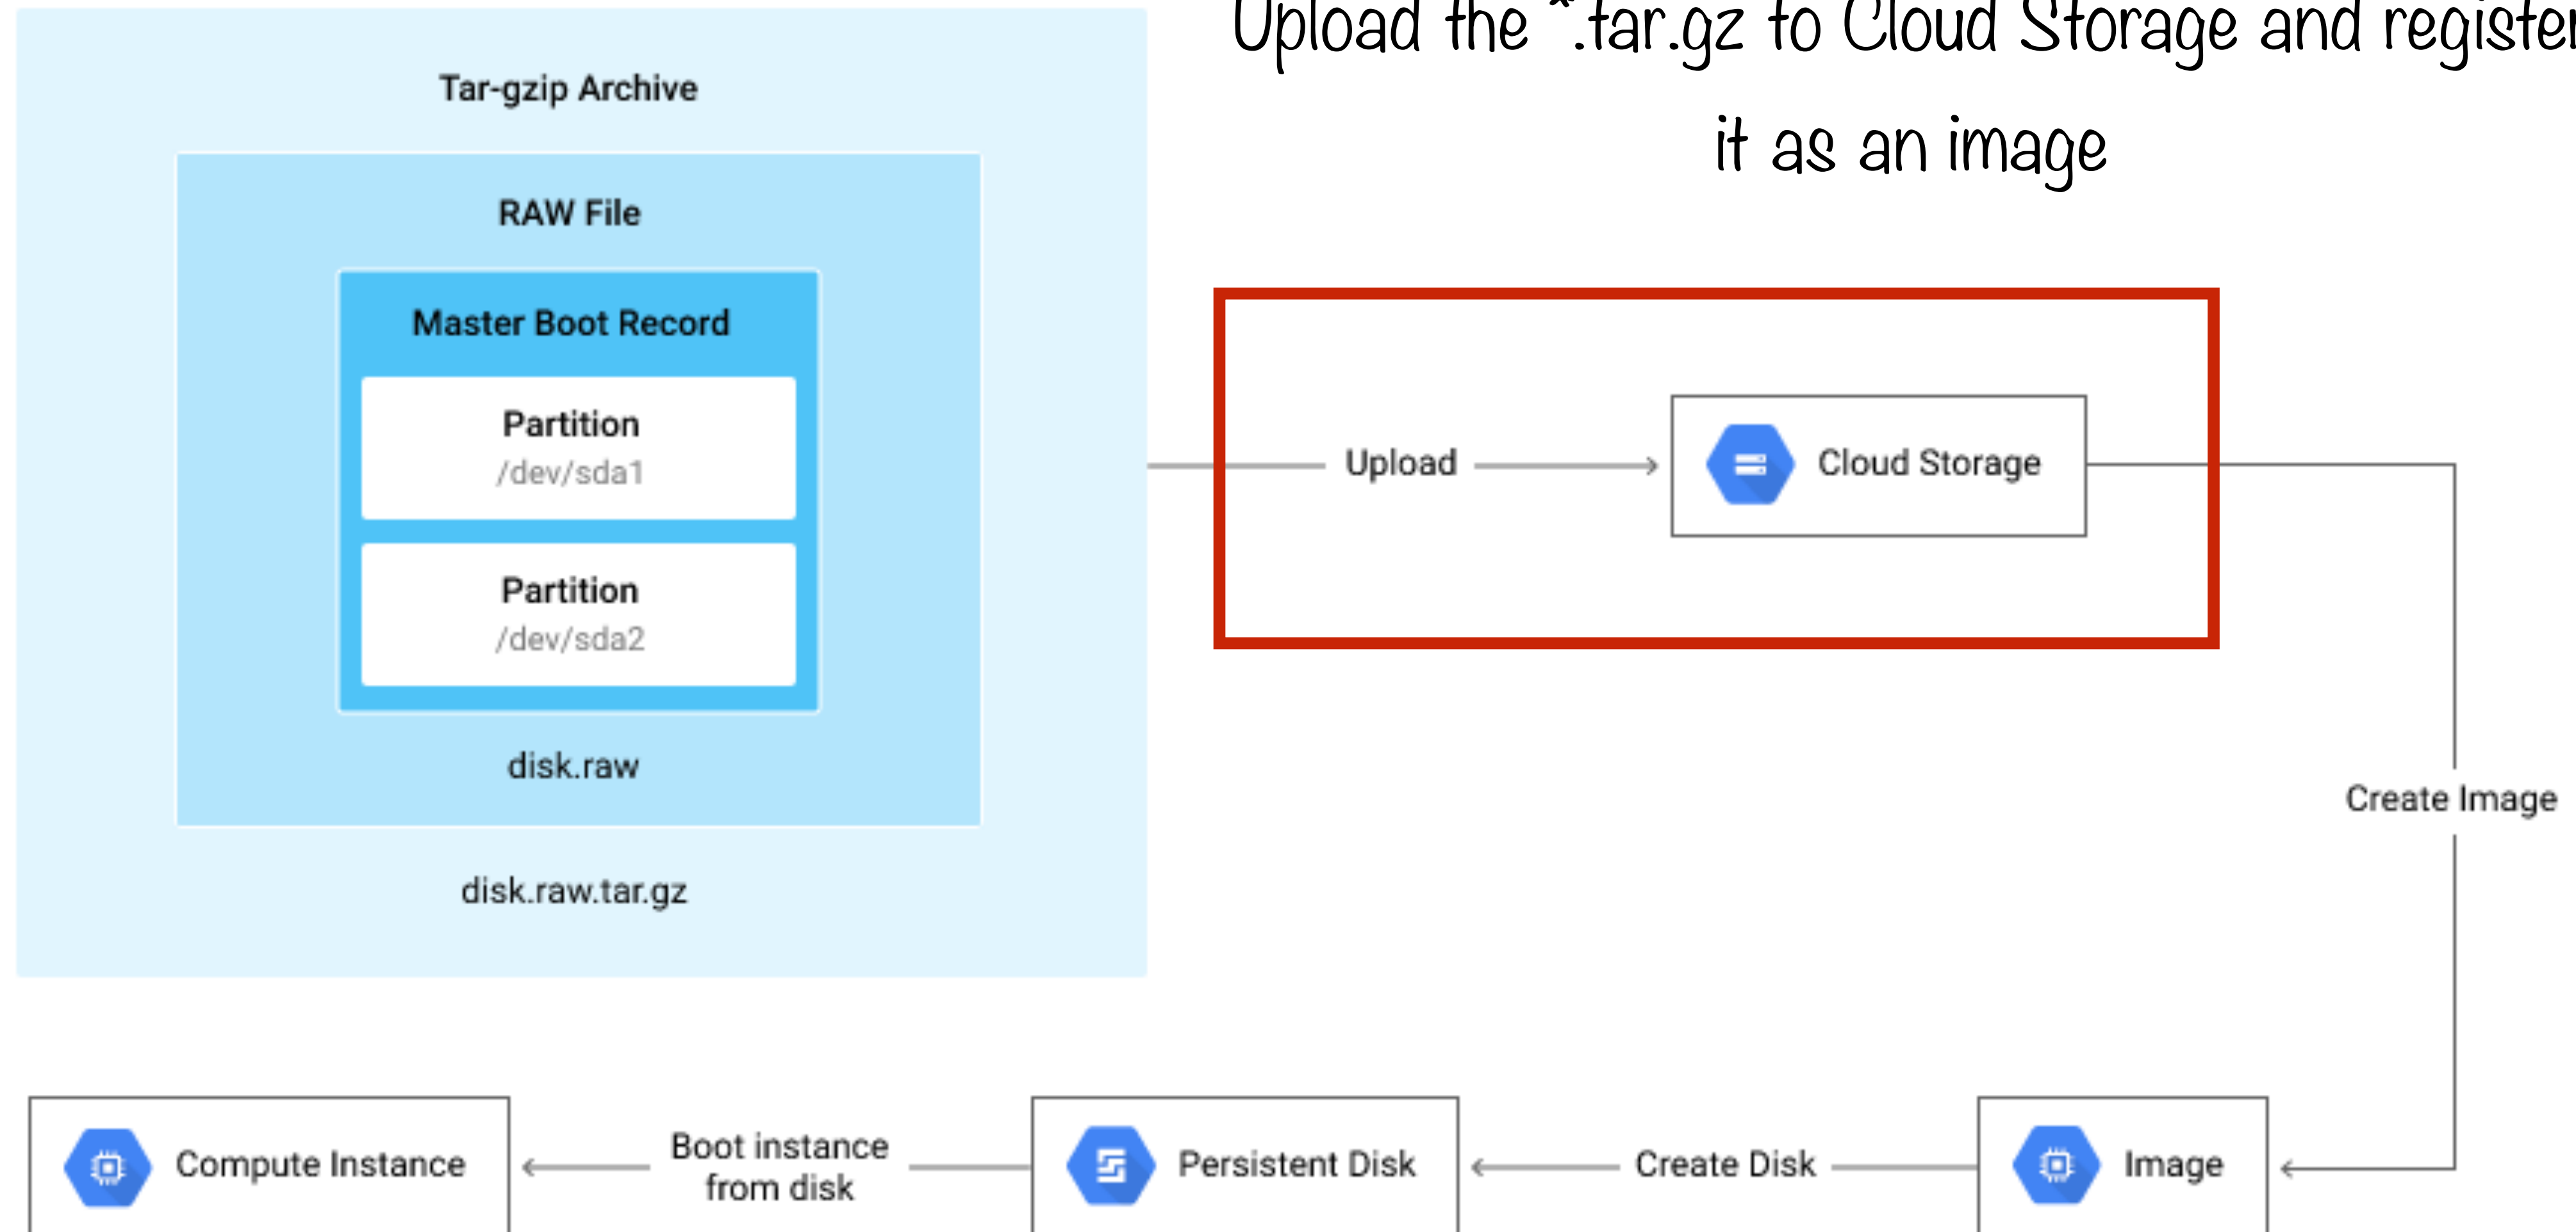 Upload the *.tar.gz to Cloud Storage and register
it as an image
Tar-gzip Archive
RAW File
Master Boot Record
Partition
/dev/sda1
Partition
/dev/sda2
disk.raw
disk.raw.tar.gz
Upload
Cloud Storage
Create Image
Image
Create Disk
Persistent Disk
Boot instance
from disk
Compute Instance